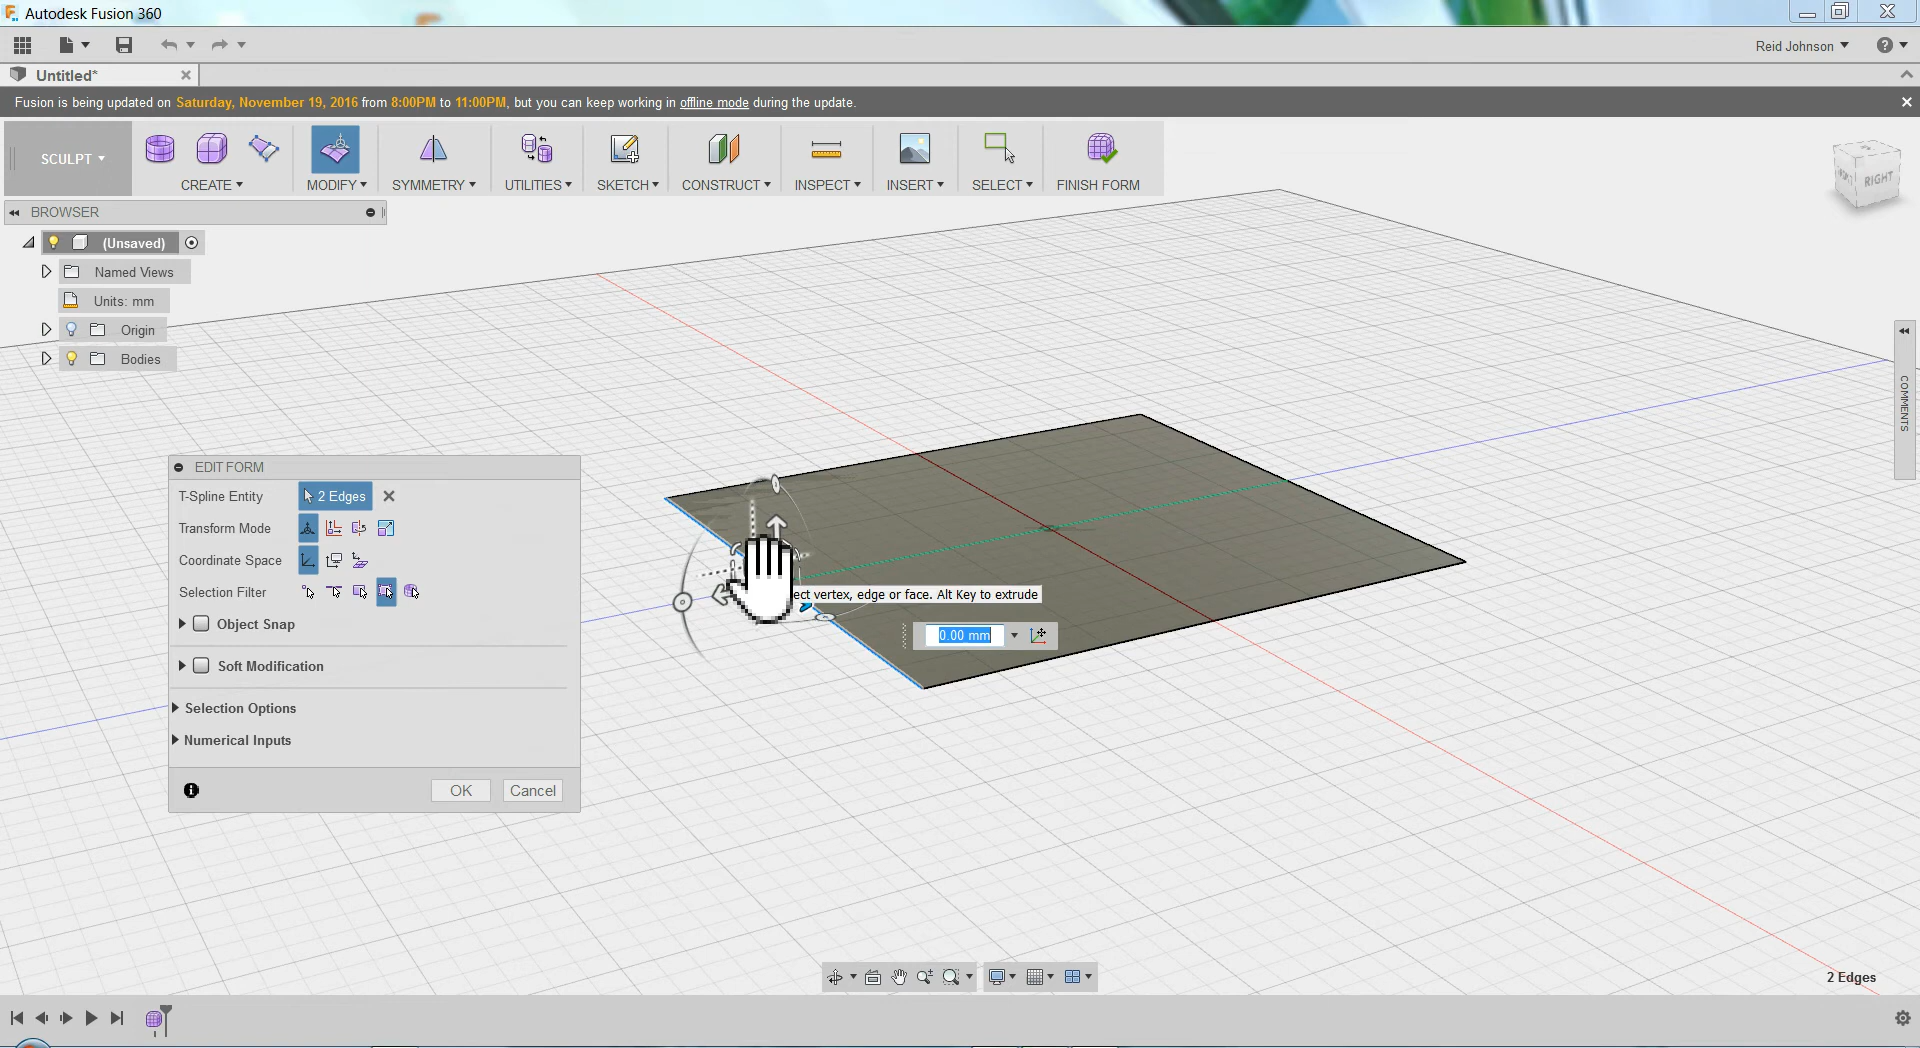 Autodesk Fusion 360
Reid Johnson
Untitled*
Fusion is being updated on Saturday, November 19, 2016 from 8:00PM to 11:00PM, but you can keep working in offline mode during the update.
SCULPT
CREATE
MODIFY
SYMMETRY
UTILITIES
SKETCH
CONSTRUCT
INSPECT
INSERT
SELECT
FINISH FORM
RIGHT
BROWSER
(Unsaved)
Named Views
Units: mm
Origin
Bodies
COMMENTS
EDIT FORM
T-Spline Entity
2 Edges
Transform Mode
Coordinate Space
Selection Filter
Object Snap
Soft Modification
Selection Options
Numerical Inputs
OK
Cancel
ect vertex, edge or face. Alt Key to extrude
0.00 mm
2 Edges